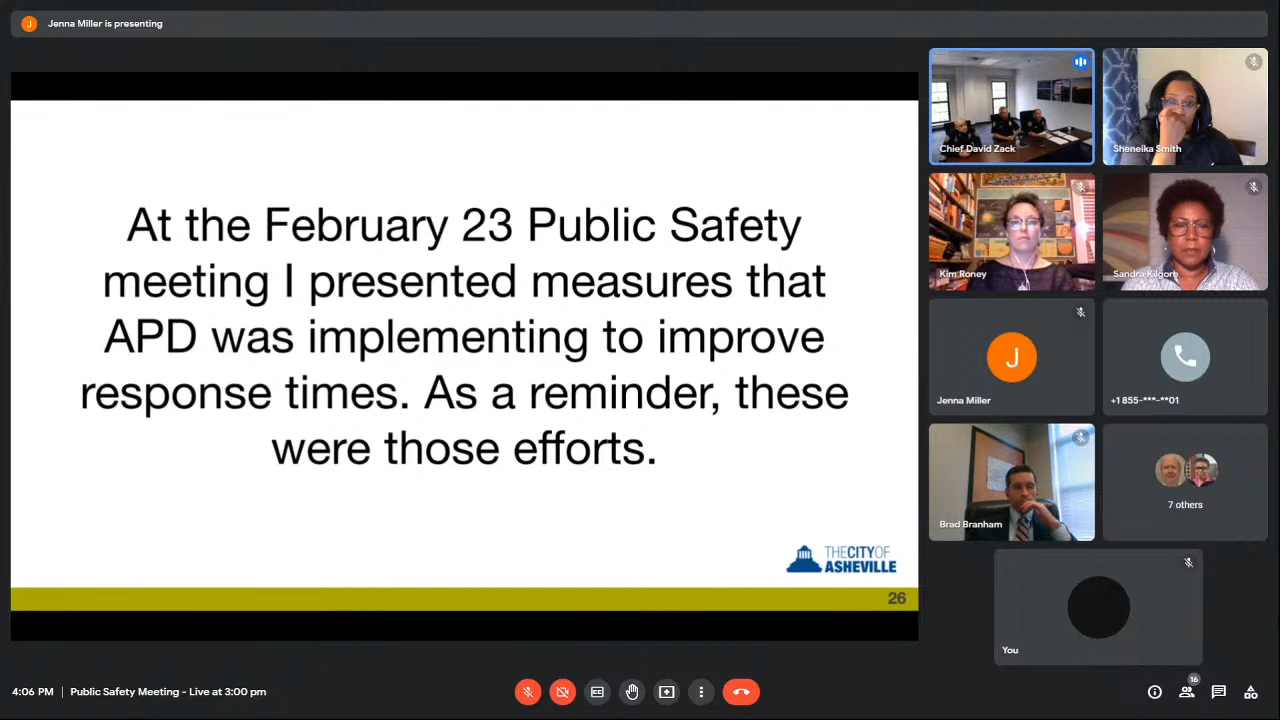 J
Jenna Miller is presenting
At the February 23 Public Safety
meeting I presented measures that
APD was implementing to improve
response times. As a reminder, these
were those efforts.
THECITYOF
ASHEVILLE
26
Chief David Zack
Sheneika Smith
Kim Roney
Sandra Kilgore
J
Jenna Miller
+1 855-***-**01
Brad Branham
7 others
You
4:06 PM | Public Safety Meeting - Live at 3:00 pm
CC
16